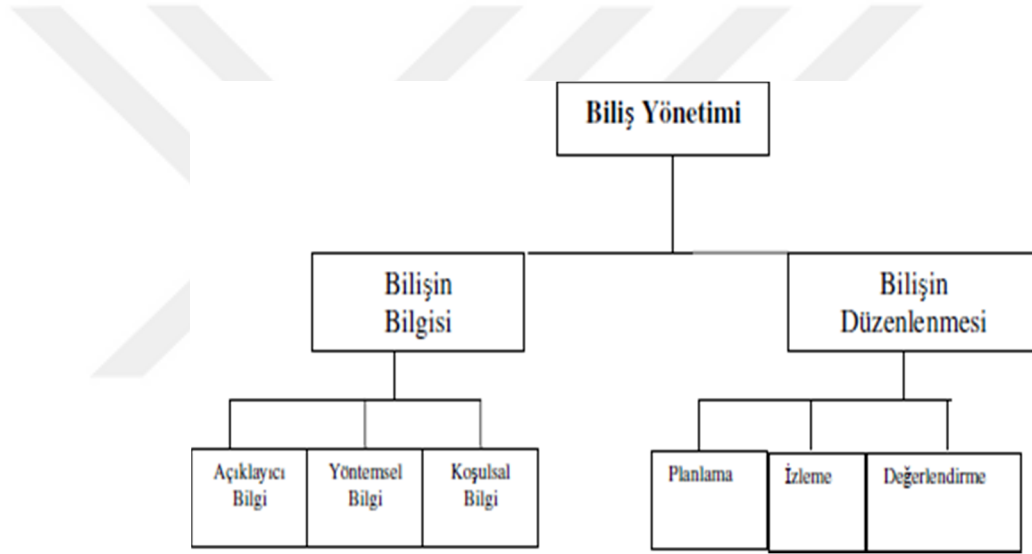 Biliş Yönetimi
Bilişin
Bilgisi
Bilişin
Düzenlenmesi
Açıklayıcı
Bilgi
Yöntemsel
Bilgi
Koşulsal
Bilgi
Planlama
İzleme
Değerlendirme